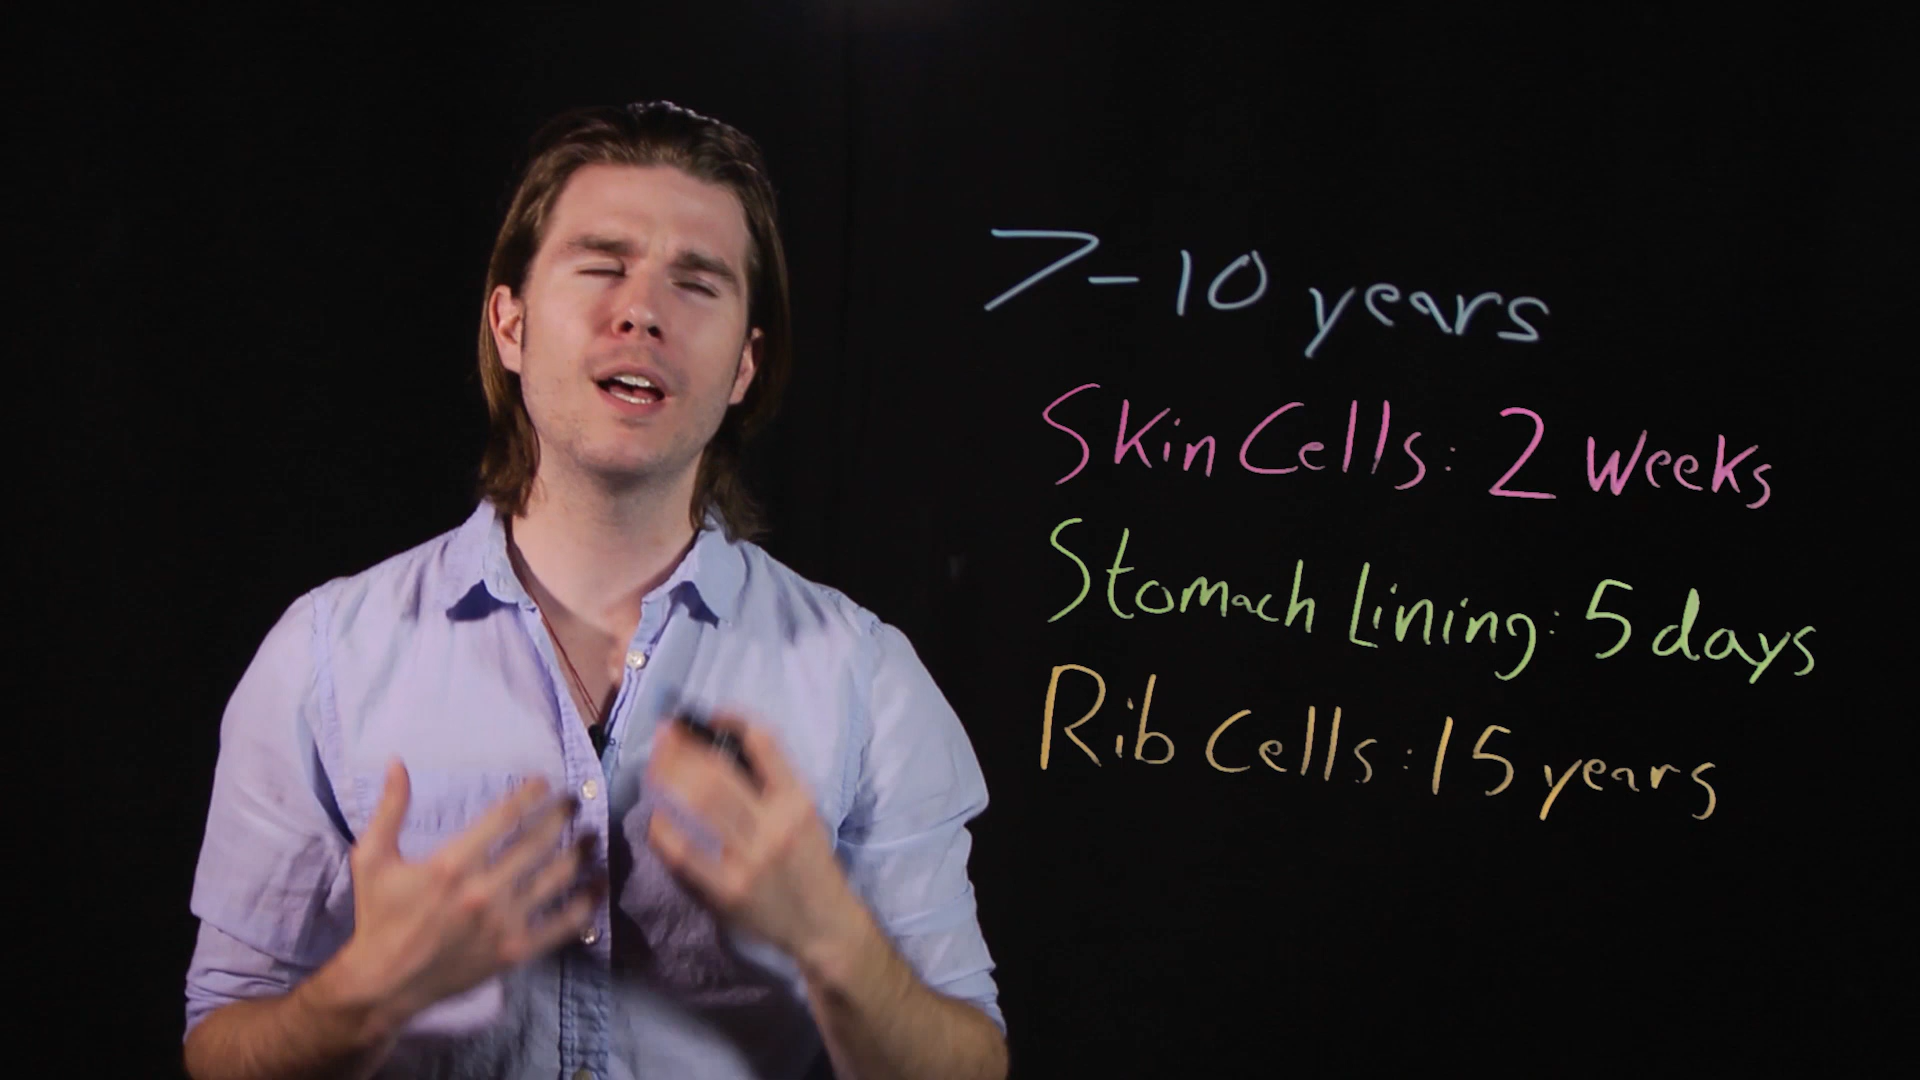 7-10 years
Skin Cells: 2 weeks
Stomach Lining: 5 days
Rib Cells: 15 years